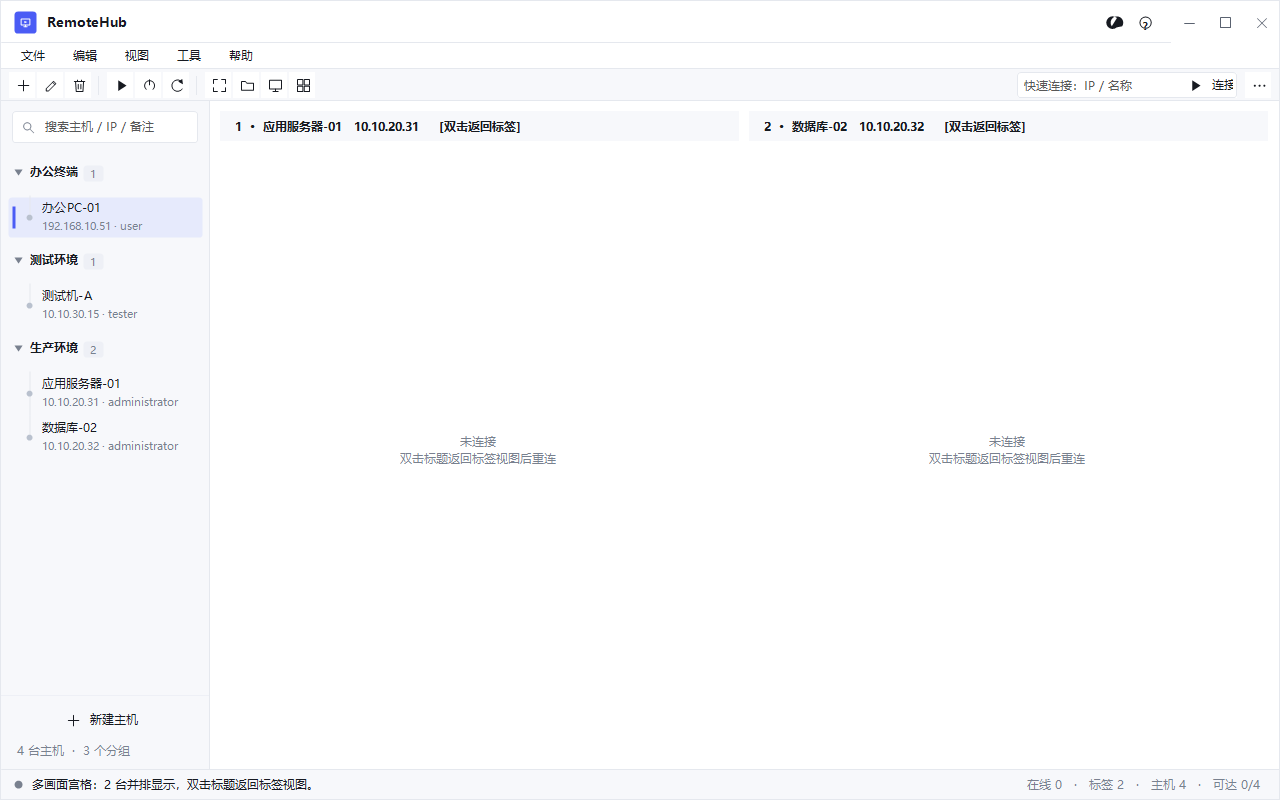 RemoteHub
文件 编辑 视图 工具 帮助
快速连接：IP / 名称 连接
搜索主机 / IP / 备注
办公终端 1
办公PC-01
192.168.10.51 · user
测试环境 1
测试机-A
10.10.30.15 · tester
生产环境 2
应用服务器-01
10.10.20.31 · administrator
数据库-02
10.10.20.32 · administrator
新建主机
4 台主机 · 3 个分组
1 • 应用服务器-01 10.10.20.31 [双击返回标签]
未连接
双击标题返回标签视图后重连
2 • 数据库-02 10.10.20.32 [双击返回标签]
未连接
双击标题返回标签视图后重连
多画面宫格：2 台并排显示，双击标题返回标签视图。
在线 0 · 标签 2 · 主机 4 · 可达 0/4